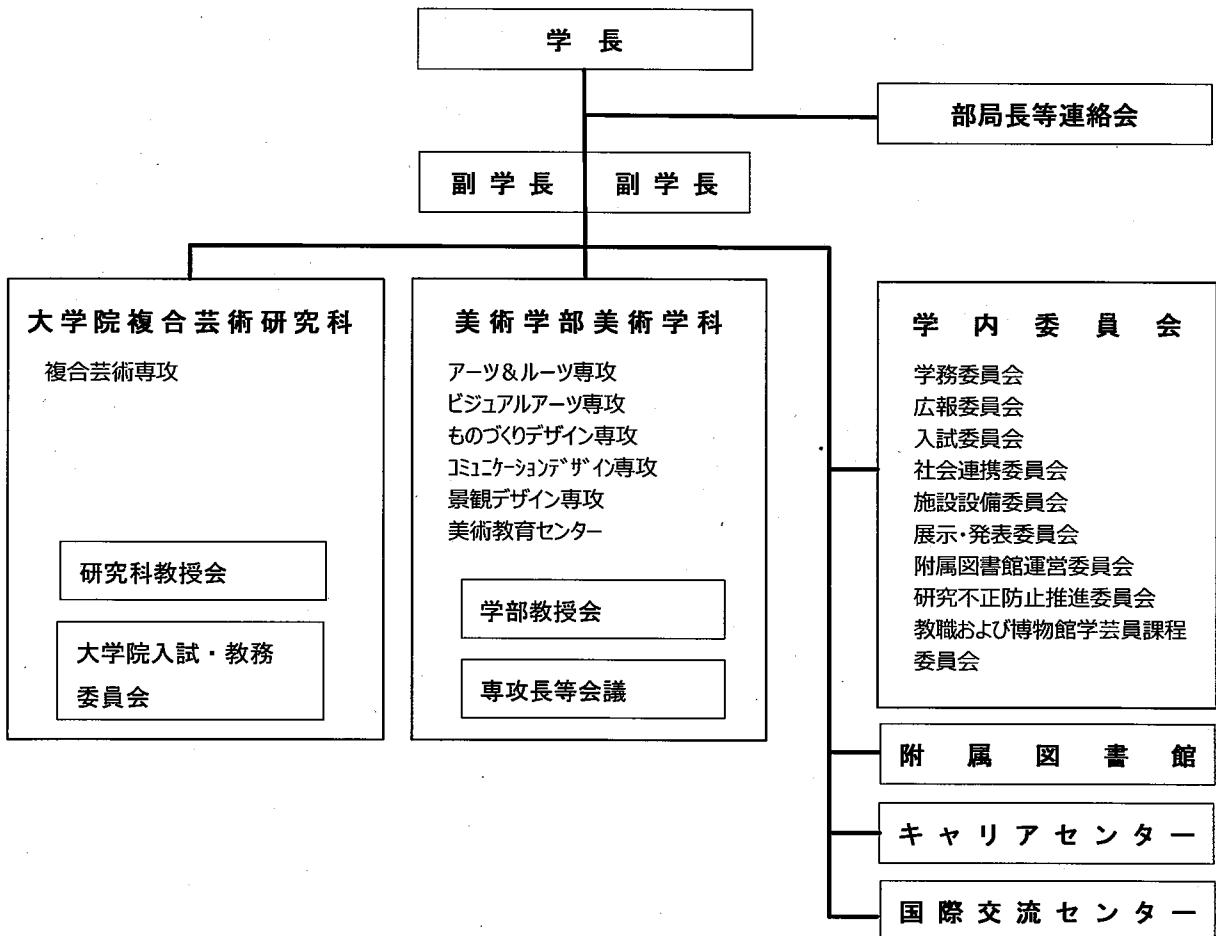 学長
部局長等連絡会
副学長
副学長
大学院複合芸術研究科
複合芸術専攻
研究科教授会
大学院入試・教務
委員会
美術学部美術学科
アーツ&ルーツ専攻
ビジュアルアーツ専攻
ものづくりデザイン専攻
コミュニケーションデザイン専攻
景観デザイン専攻
美術教育センター
学部教授会
専攻長等会議
学内委員会
学務委員会
広報委員会
入試委員会
社会連携委員会
施設設備委員会
展示・発表委員会
附属図書館運営委員会
研究不正防止推進委員会
教職および博物館学芸員課程
委員会
附属図書館
キャリアセンター
国際交流センター